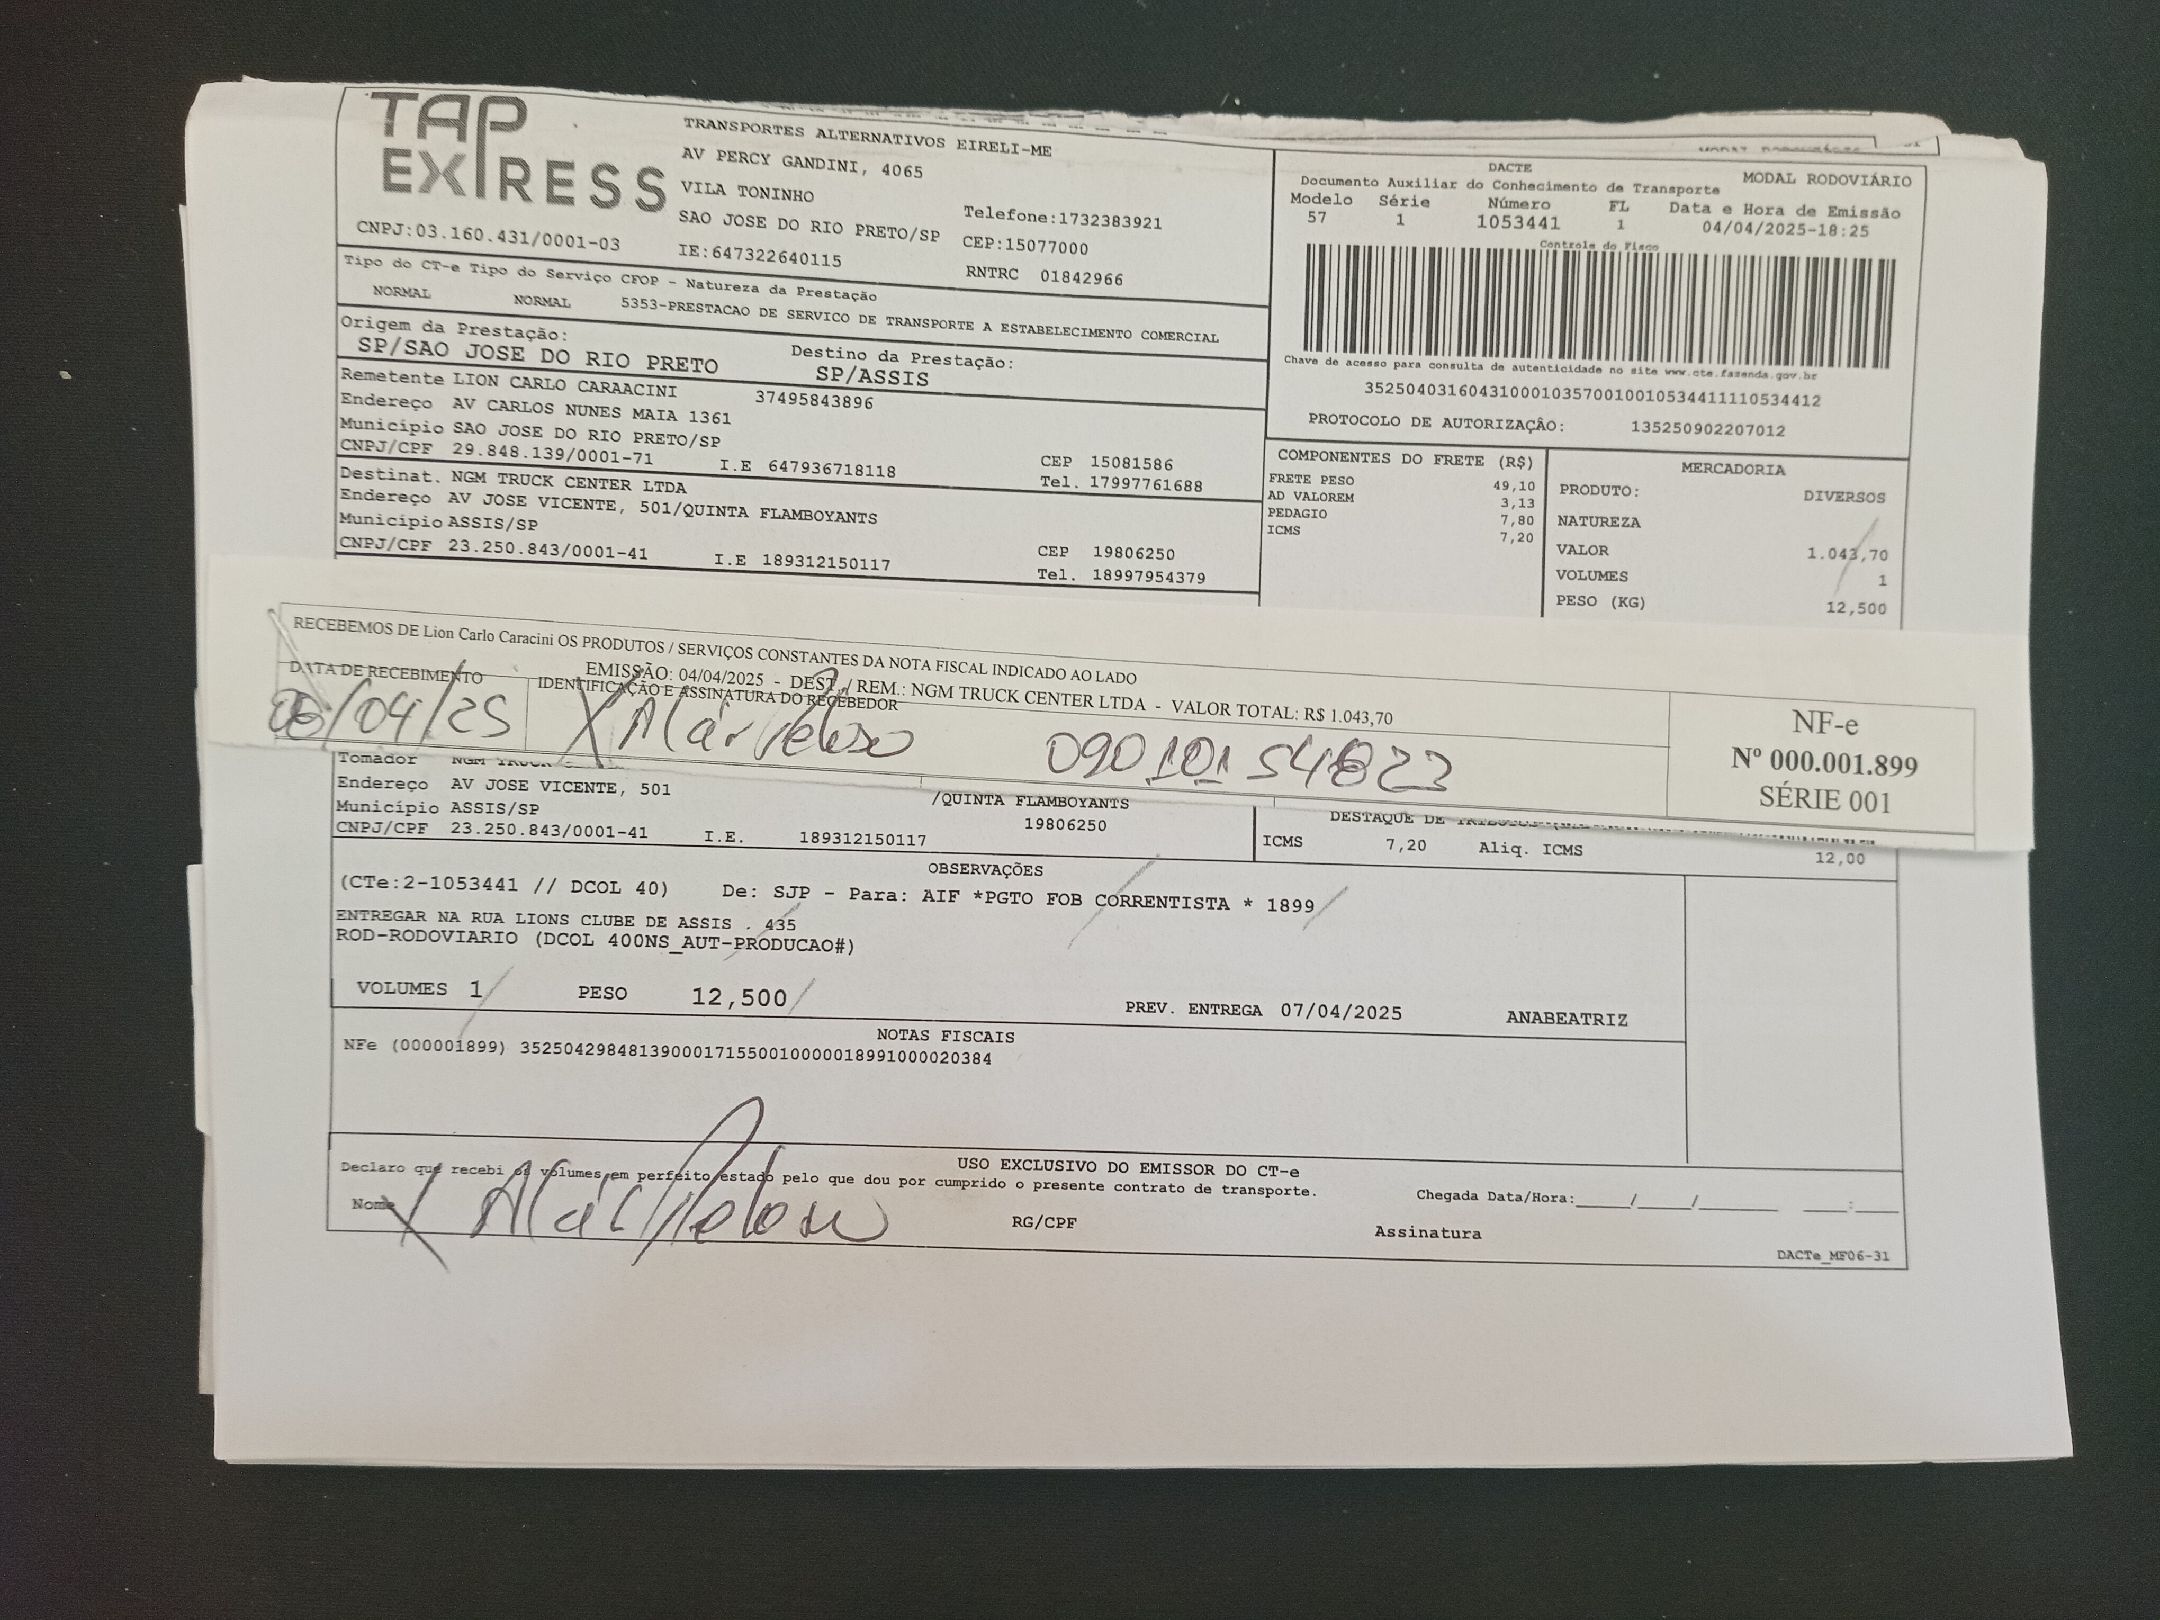 TAP EXPRESS
TRANSPORTES ALTERNATIVOS EIRELI-ME
AV PERCY GANDINI, 4065
VILA TONINHO
SAO JOSE DO RIO PRETO/SP
Telefone:1732383921
CEP:15077000
CNPJ:03.160.431/0001-03
IE:647322640115
RNTRC 01842966
Tipo do CT-e Tipo do Serviço CFOP - Natureza da Prestação
NORMAL NORMAL 5353-PRESTACAO DE SERVICO DE TRANSPORTE A ESTABELECIMENTO COMERCIAL
Origem da Prestação:
SP/SAO JOSE DO RIO PRETO
Destino da Prestação:
SP/ASSIS
Remetente LION CARLO CARAACINI 37495843896
Endereço AV CARLOS NUNES MAIA 1361
Município SAO JOSE DO RIO PRETO/SP
CNPJ/CPF 29.848.139/0001-71 I.E 647936718118
CEP 15081586
Tel. 17997761688
Destinat. NGM TRUCK CENTER LTDA
Endereço AV JOSE VICENTE, 501/QUINTA FLAMBOYANTS
Município ASSIS/SP
CNPJ/CPF 23.250.843/0001-41 I.E 189312150117
CEP 19806250
Tel. 18997954379
DACTE
MODAL RODOVIÁRIO
Documento Auxiliar do Conhecimento de Transporte
Modelo Série Número FL Data e Hora de Emissão
57 1 1053441 1 04/04/2025-18:25
Controle do Fisco
Chave de acesso para consulta de autenticidade no site www.cte.fazenda.gov.br
35250403160431000103570010010534411110534412
PROTOCOLO DE AUTORIZAÇÃO: 135250902207012
COMPONENTES DO FRETE (R$)
FRETE PESO 49,10
AD VALOREM 3,13
PEDAGIO 7,80
ICMS 7,20
MERCADORIA
PRODUTO: DIVERSOS
NATUREZA
VALOR 1.043,70
VOLUMES 1
PESO (KG) 12,500
RECEBEMOS DE Lion Carlo Caracini OS PRODUTOS / SERVIÇOS CONSTANTES DA NOTA FISCAL INDICADO AO LADO
EMISSÃO: 04/04/2025 - DEST. / REM.: NGM TRUCK CENTER LTDA - VALOR TOTAL: R$ 1.043,70
DATA DE RECEBIMENTO
IDENTIFICAÇÃO E ASSINATURA DO RECEBEDOR
/04/25
X
NF-e
Nº 000.001.899
SÉRIE 001
Tomador NGM
Endereço AV JOSE VICENTE, 501
/QUINTA FLAMBOYANTS
Município ASSIS/SP
19806250
CNPJ/CPF 23.250.843/0001-41 I.E. 189312150117
DESTAQUE DE
ICMS 7,20 Aliq. ICMS 12,00
OBSERVAÇÕES
(CTe:2-1053441 // DCOL 40) De: SJP - Para: AIF *PGTO FOB CORRENTISTA * 1899
ENTREGAR NA RUA LIONS CLUBE DE ASSIS . 435
ROD-RODOVIARIO (DCOL 400NS_AUT-PRODUCAO#)
VOLUMES 1 PESO 12,500
PREV. ENTREGA 07/04/2025 ANABEATRIZ
NOTAS FISCAIS
NFe (000001899) 35250429848139000171550010000018991000020384
USO EXCLUSIVO DO EMISSOR DO CT-e
Declaro que recebi os volumes em perfeito estado pelo que dou por cumprido o presente contrato de transporte.
Chegada Data/Hora:____/____/______ ___:___
Nome X
RG/CPF
Assinatura
DACTe_MF06-31